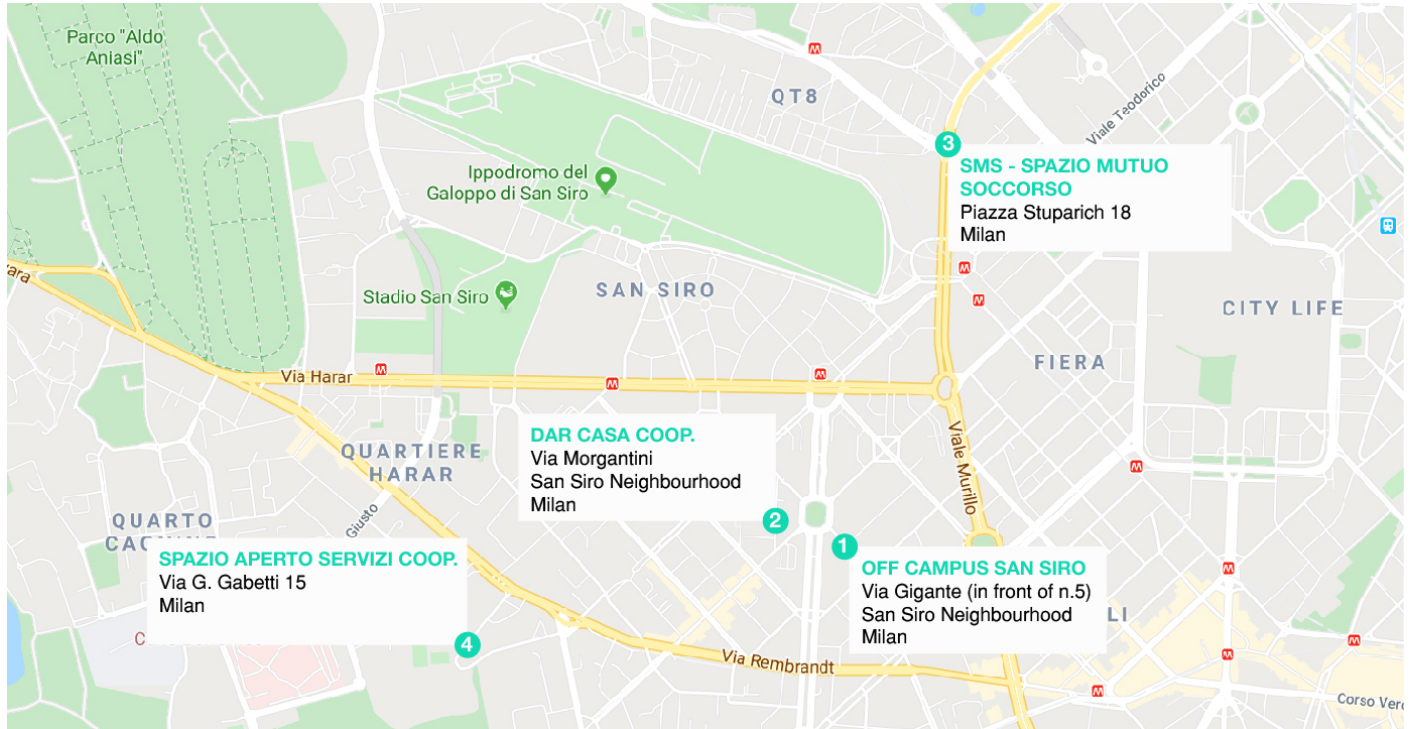 Parco "Aldo
Aniasi"
QT8
Viale Teodorico
3
SMS - SPAZIO MUTUO
SOCCORSO
Piazza Stuparich 18
Milan
Ippodromo del
Galoppo di San Siro
Stadio San Siro
SAN SIRO
CITY LIFE
FIERA
Via Harar
Viale Murillo
DAR CASA COOP.
Via Morgantini
San Siro Neighbourhood
Milan
2
QUARTIERE
HARAR
QUARTO
Giusto
1
OFF CAMPUS SAN SIRO
Via Gigante (in front of n.5)
San Siro Neighbourhood
Milan
SPAZIO APERTO SERVIZI COOP.
Via G. Gabetti 15
Milan
4
LI
Via Rembrandt